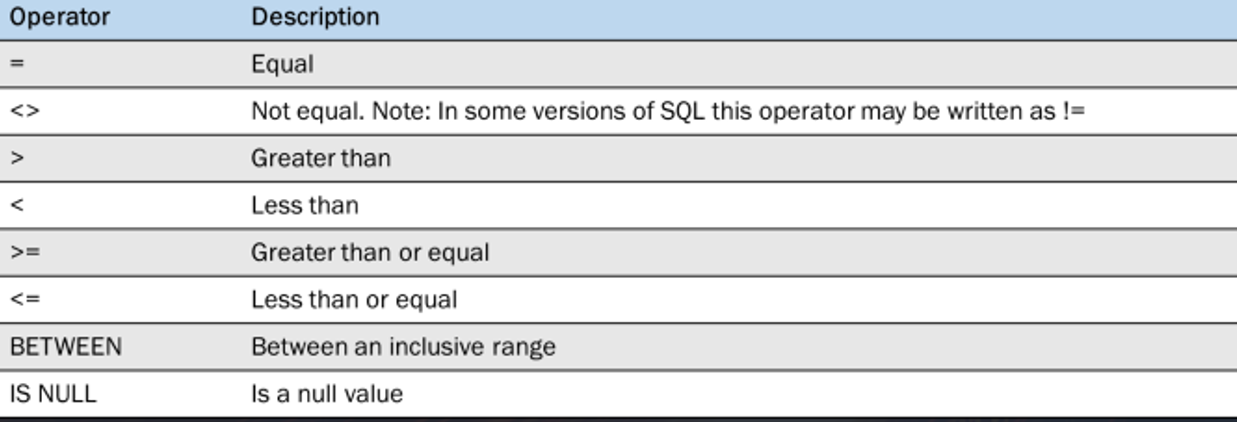 Operator Description
= Equal
<> Not equal. Note: In some versions of SQL this operator may be written as !=
> Greater than
< Less than
>= Greater than or equal
<= Less than or equal
BETWEEN Between an inclusive range
IS NULL Is a null value